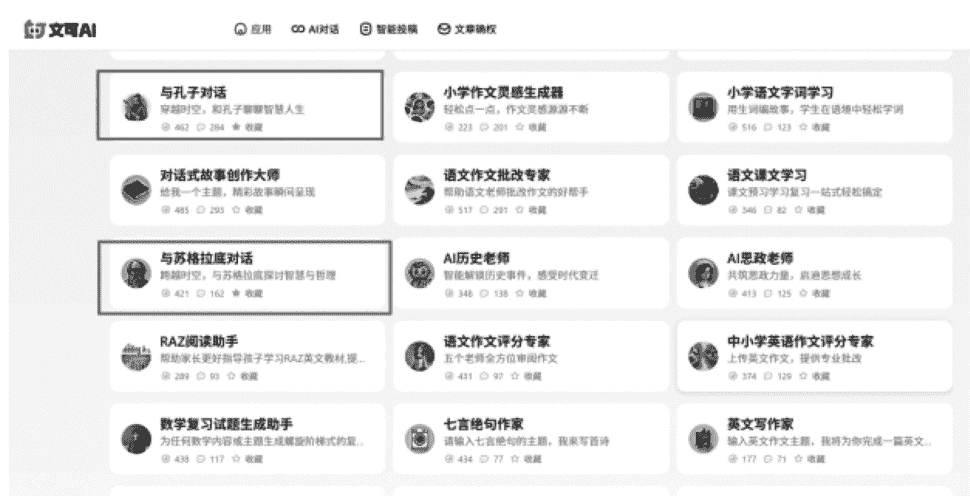 文可AI
应用 AI对话 智能投稿 文章确权
与孔子对话
穿越时空，和孔子聊聊智慧人生
462 284 收藏
小学作文灵感生成器
轻松点一点，作文灵感源源不断
223 201 收藏
小学语文字词学习
用生词编故事，学生在语境中轻松学词
516 123 收藏
对话式故事创作大师
给我一个主题，精彩故事瞬间呈现
485 293 收藏
语文作文批改专家
帮助语文老师批改作文的好帮手
517 291 收藏
语文课文学习
课文预习学习复习一站式轻松搞定
346 82 收藏
与苏格拉底对话
跨越时空，与苏格拉底探讨智慧与哲理
421 162 收藏
AI历史老师
智能解锁历史事件，感受时代变迁
348 138 收藏
AI思政老师
共筑思政力量，启迪思想成长
413 125 收藏
RAZ阅读助手
帮助家长更好指导孩子学习RAZ英文教材,提...
289 93 收藏
语文作文评分专家
五个老师全方位审阅作文
431 97 收藏
中小学英语作文评分专家
上传英文作文，提供专业批改
374 129 收藏
数学复习试题生成助手
为任何数学内容或主题生成螺旋阶梯式的复...
438 117 收藏
七言绝句作家
请输入七言绝句的主题，我来写首诗
434 77 收藏
英文写作家
输入英文作文主题，我将为你完成一篇英文...
177 71 收藏